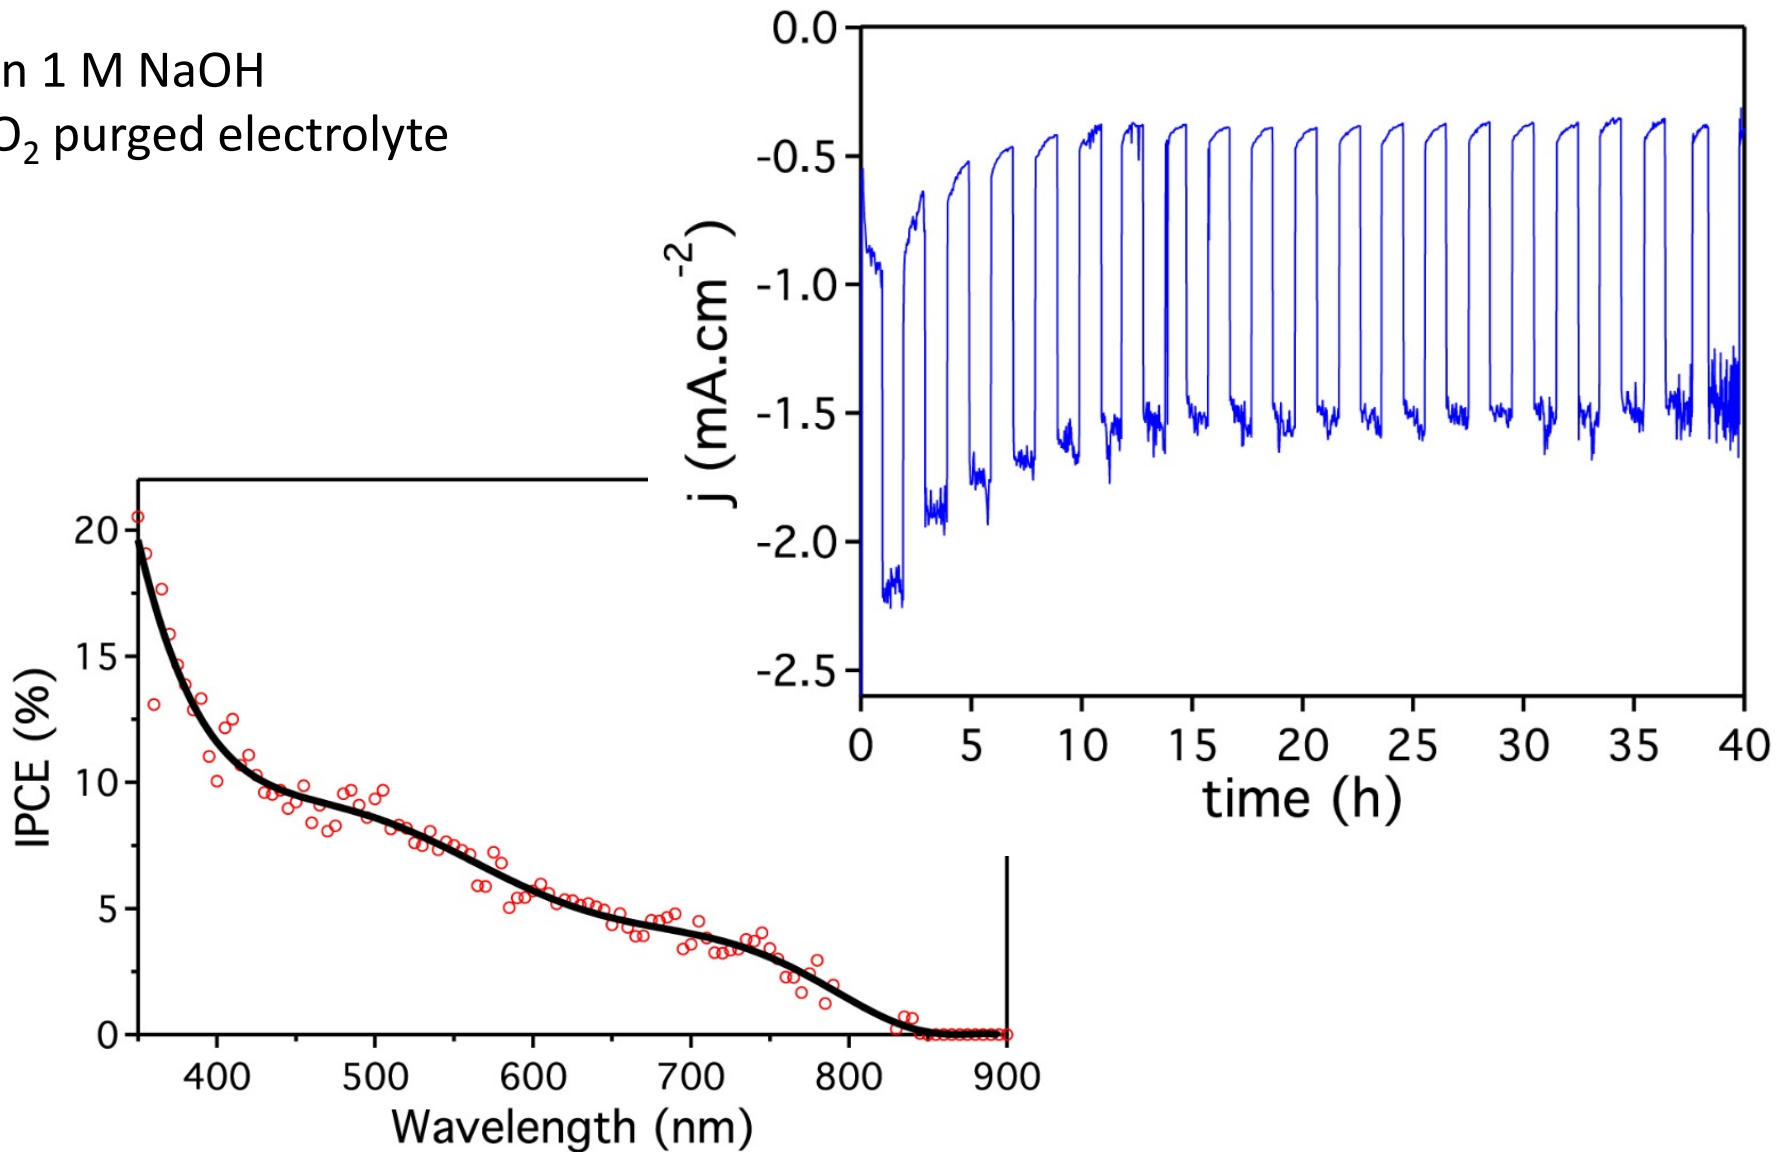 n 1 M NaOH
O₂ purged electrolyte
0.0
-0.5
-1.0
-1.5
-2.0
-2.5
j (mA.cm⁻²)
0 5 10 15 20 25 30 35 40
time (h)
20
15
10
5
0
IPCE (%)
400 500 600 700 800 900
Wavelength (nm)